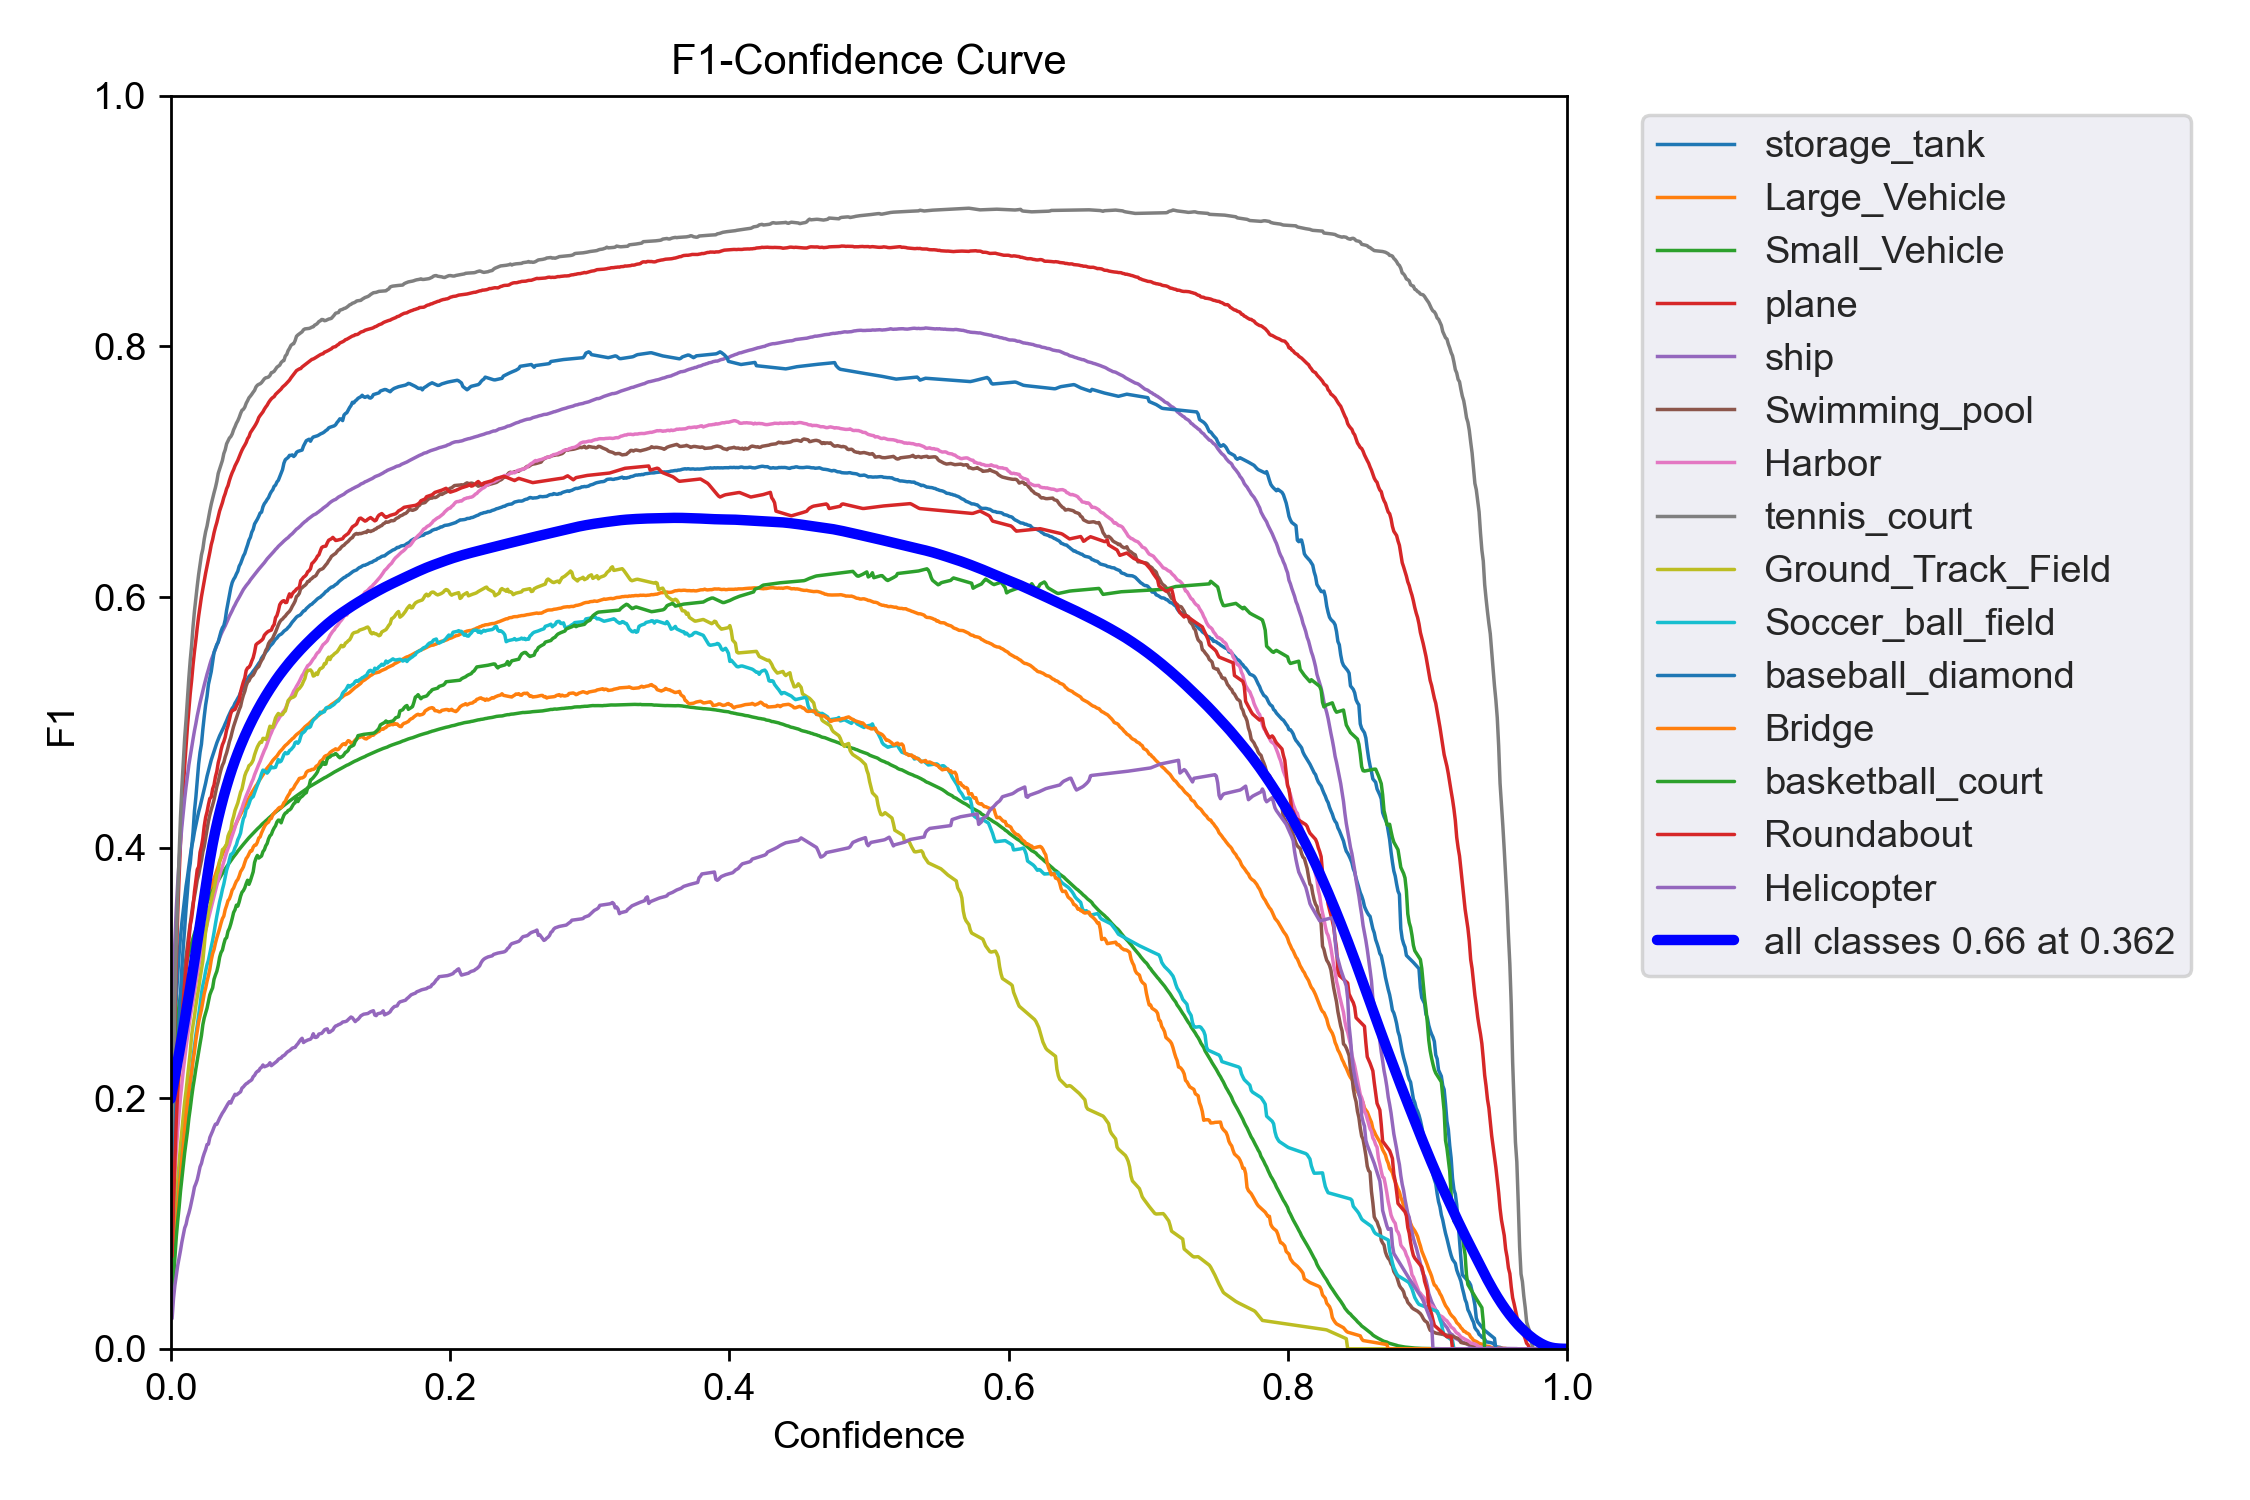 F1-Confidence Curve
1.0
0.8
0.6
0.4
0.2
0.0
F1
0.0 0.2 0.4 0.6 0.8 1.0
Confidence
storage_tank
Large_Vehicle
Small_Vehicle
plane
ship
Swimming_pool
Harbor
tennis_court
Ground_Track_Field
Soccer_ball_field
baseball_diamond
Bridge
basketball_court
Roundabout
Helicopter
all classes 0.66 at 0.362